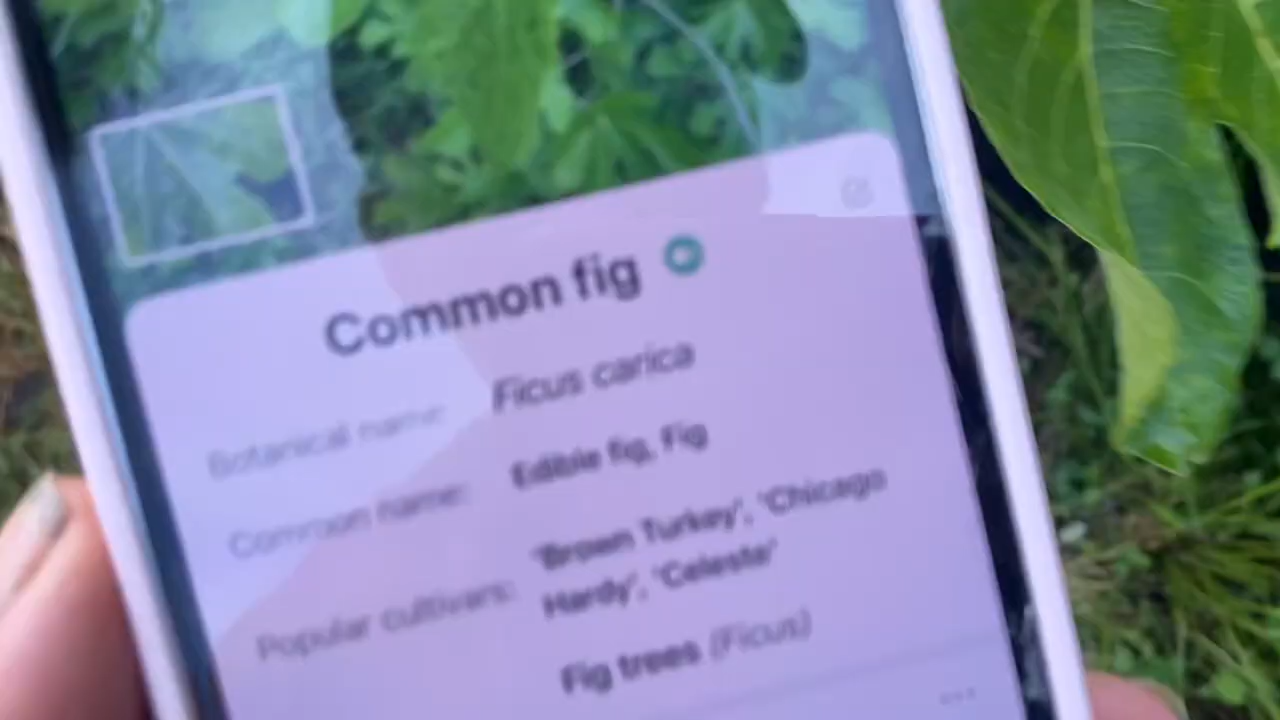 Common fig
Botanical name: Ficus carica
Common name: Edible fig, Fig
Popular cultivars: 'Brown Turkey', 'Chicago
Hardy', 'Celeste'
Fig trees (Ficus)